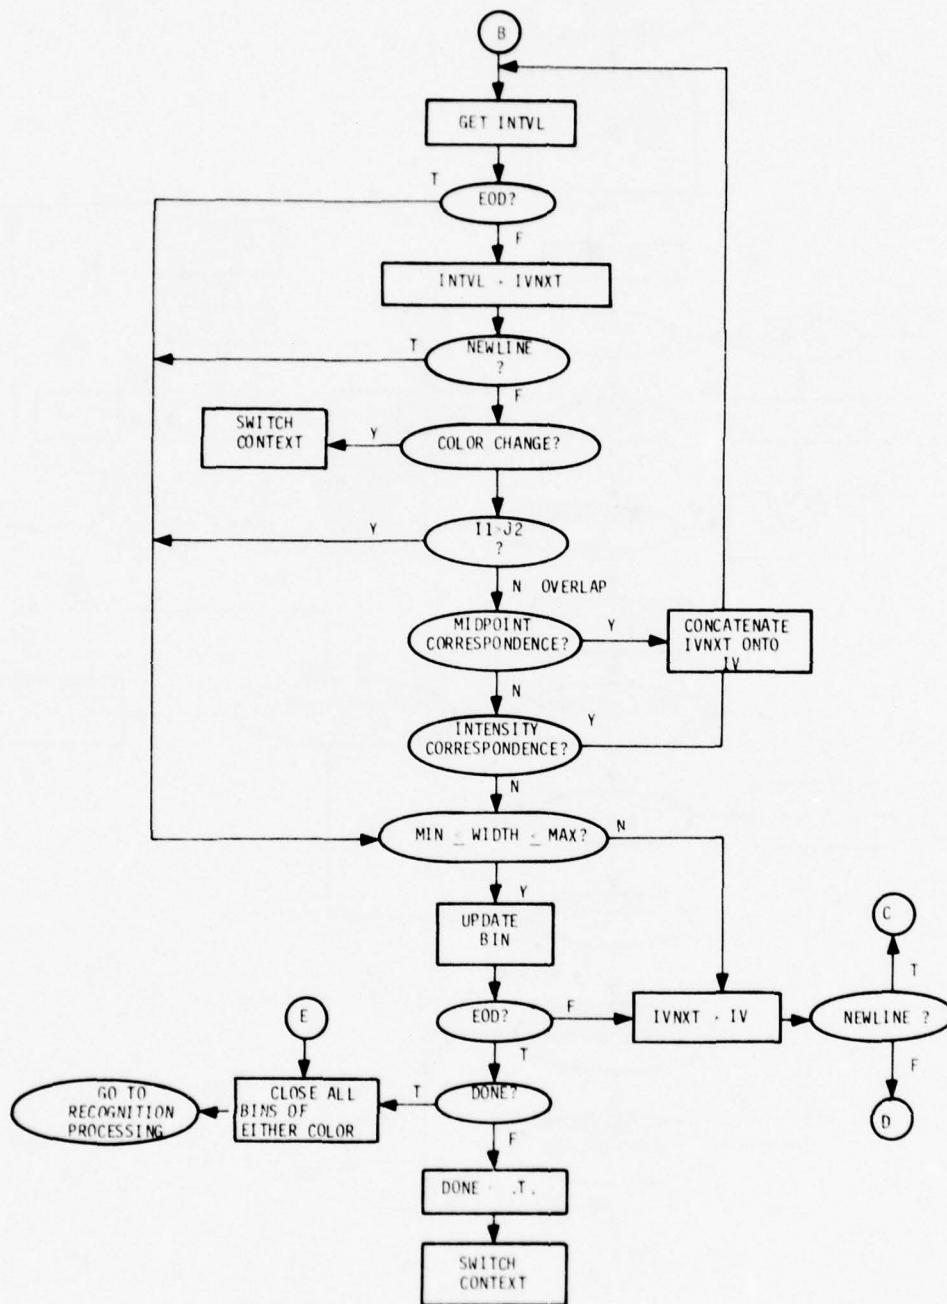 B
GET INTVL
T
EOD?
F
INTVL - IVNXT
T
NEWLINE
?
F
SWITCH
CONTEXT
Y
COLOR CHANGE?
Y
I1>J2
?
N OVERLAP
MIDPOINT
CORRESPONDENCE?
Y
CONCATENATE
IVNXT ONTO
IV
N
INTENSITY
CORRESPONDENCE?
Y
N
MIN ≤ WIDTH ≤ MAX?
N
Y
UPDATE
BIN
C
T
E
EOD?
F
IVNXT - IV
NEWLINE ?
T
F
GO TO
RECOGNITION
PROCESSING
CLOSE ALL
BINS OF
EITHER COLOR
T
DONE?
D
F
DONE - .T.
SWITCH
CONTEXT